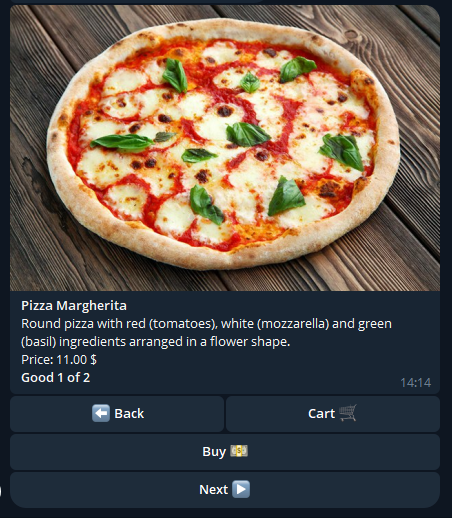 Pizza Margherita
Round pizza with red (tomatoes), white (mozzarella) and green
(basil) ingredients arranged in a flower shape.
Price: 11.00 $
Good 1 of 2
14:14
⬅️ Back
Cart 🛒
Buy 💵
Next ▶️